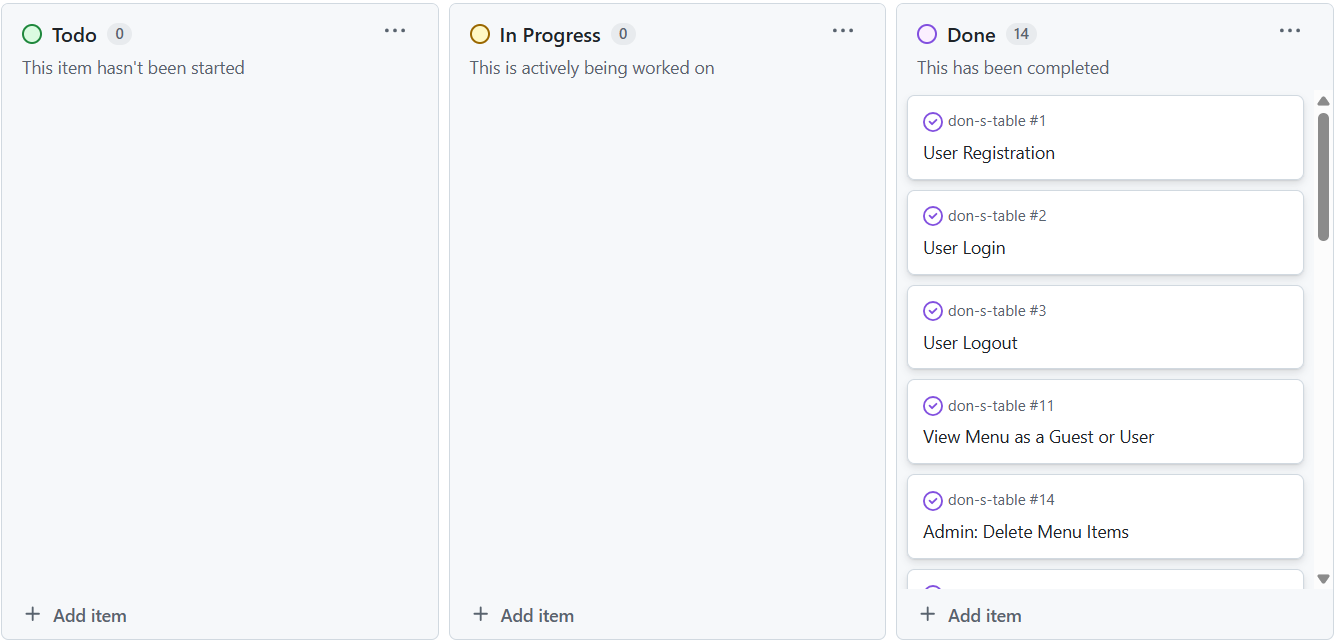 Todo 0
This item hasn't been started
+ Add item
In Progress 0
This is actively being worked on
+ Add item
Done 14
This has been completed
don-s-table #1
User Registration
don-s-table #2
User Login
don-s-table #3
User Logout
don-s-table #11
View Menu as a Guest or User
don-s-table #14
Admin: Delete Menu Items
+ Add item